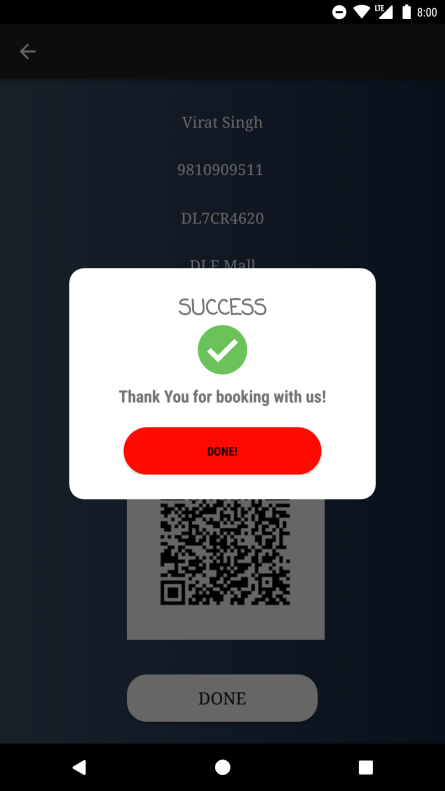 LTE 8:00
Virat Singh
9810909511
DL7CR4620
DLF Mall
SUCCESS
Thank You for booking with us!
DONE!
DONE